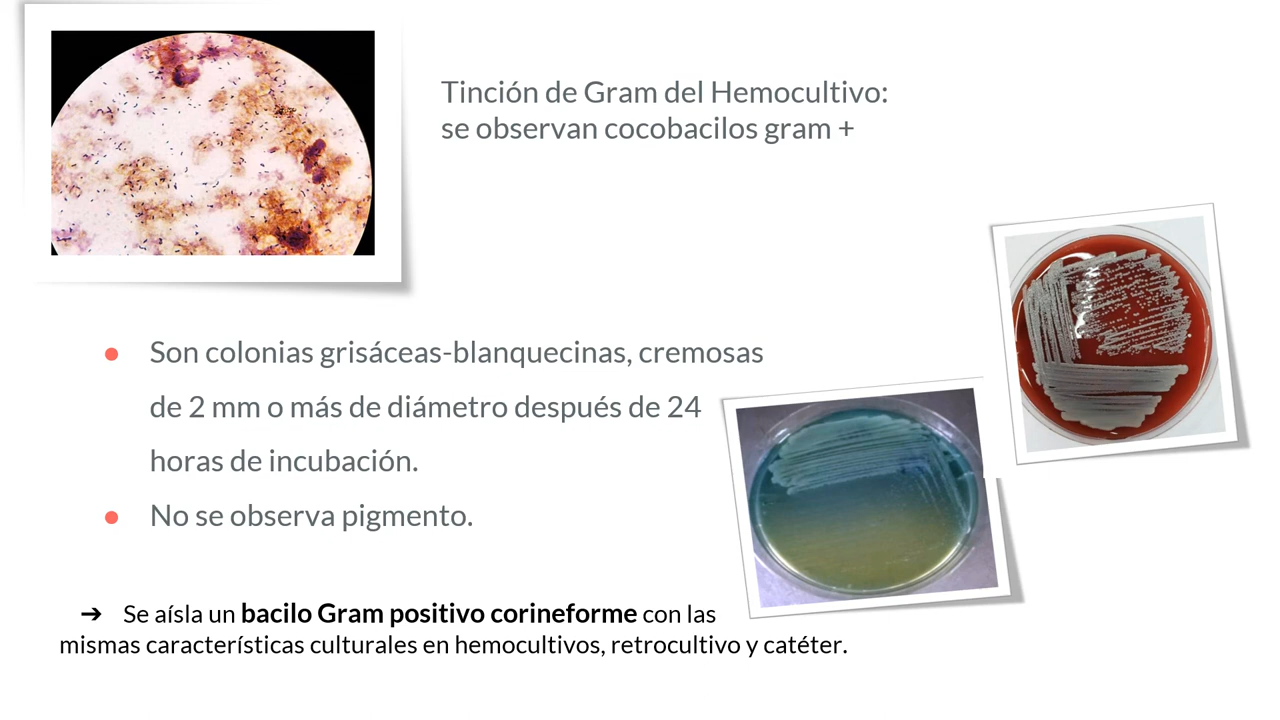 Tinción de Gram del Hemocultivo:
se observan cocobacilos gram +
● Son colonias grisáceas-blanquecinas, cremosas
de 2 mm o más de diámetro después de 24
horas de incubación.
● No se observa pigmento.
➔ Se aísla un bacilo Gram positivo corineforme con las
mismas características culturales en hemocultivos, retrocultivo y catéter.